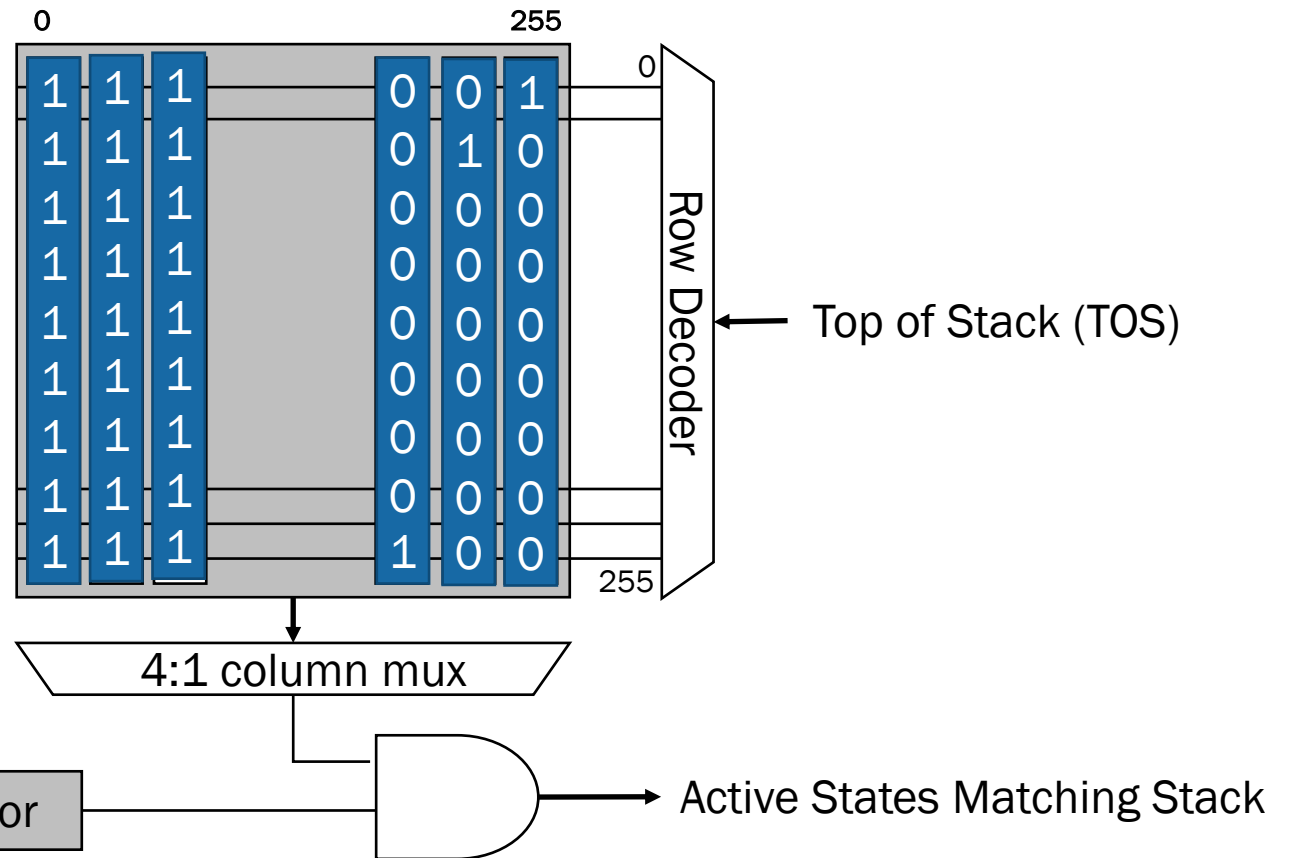 0 255
1 1 1 0 0 1 0
1 1 1 0 1 0
1 1 1 0 0 0
1 1 1 0 0 0
1 1 1 0 0 0
1 1 1 0 0 0
1 1 1 0 0 0
1 1 1 0 0 0
1 1 1 1 0 0
255
Row Decoder
Top of Stack (TOS)
4:1 column mux
or
Active States Matching Stack